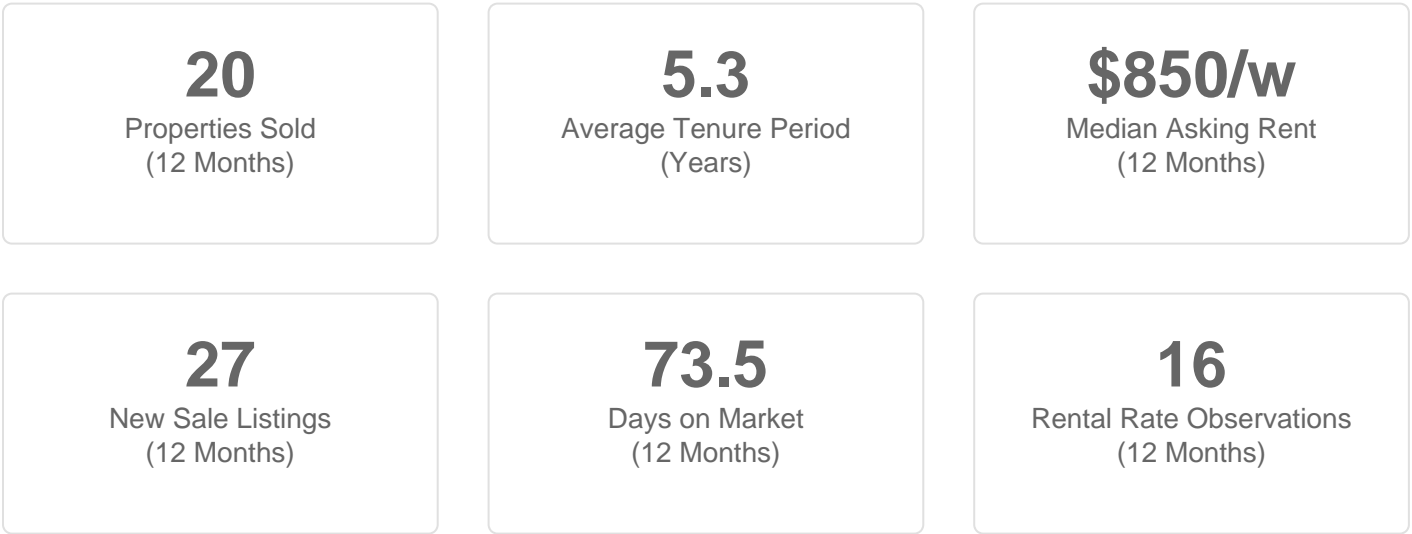 20
Properties Sold
(12 Months)
5.3
Average Tenure Period
(Years)
$850/w
Median Asking Rent
(12 Months)
27
New Sale Listings
(12 Months)
73.5
Days on Market
(12 Months)
16
Rental Rate Observations
(12 Months)